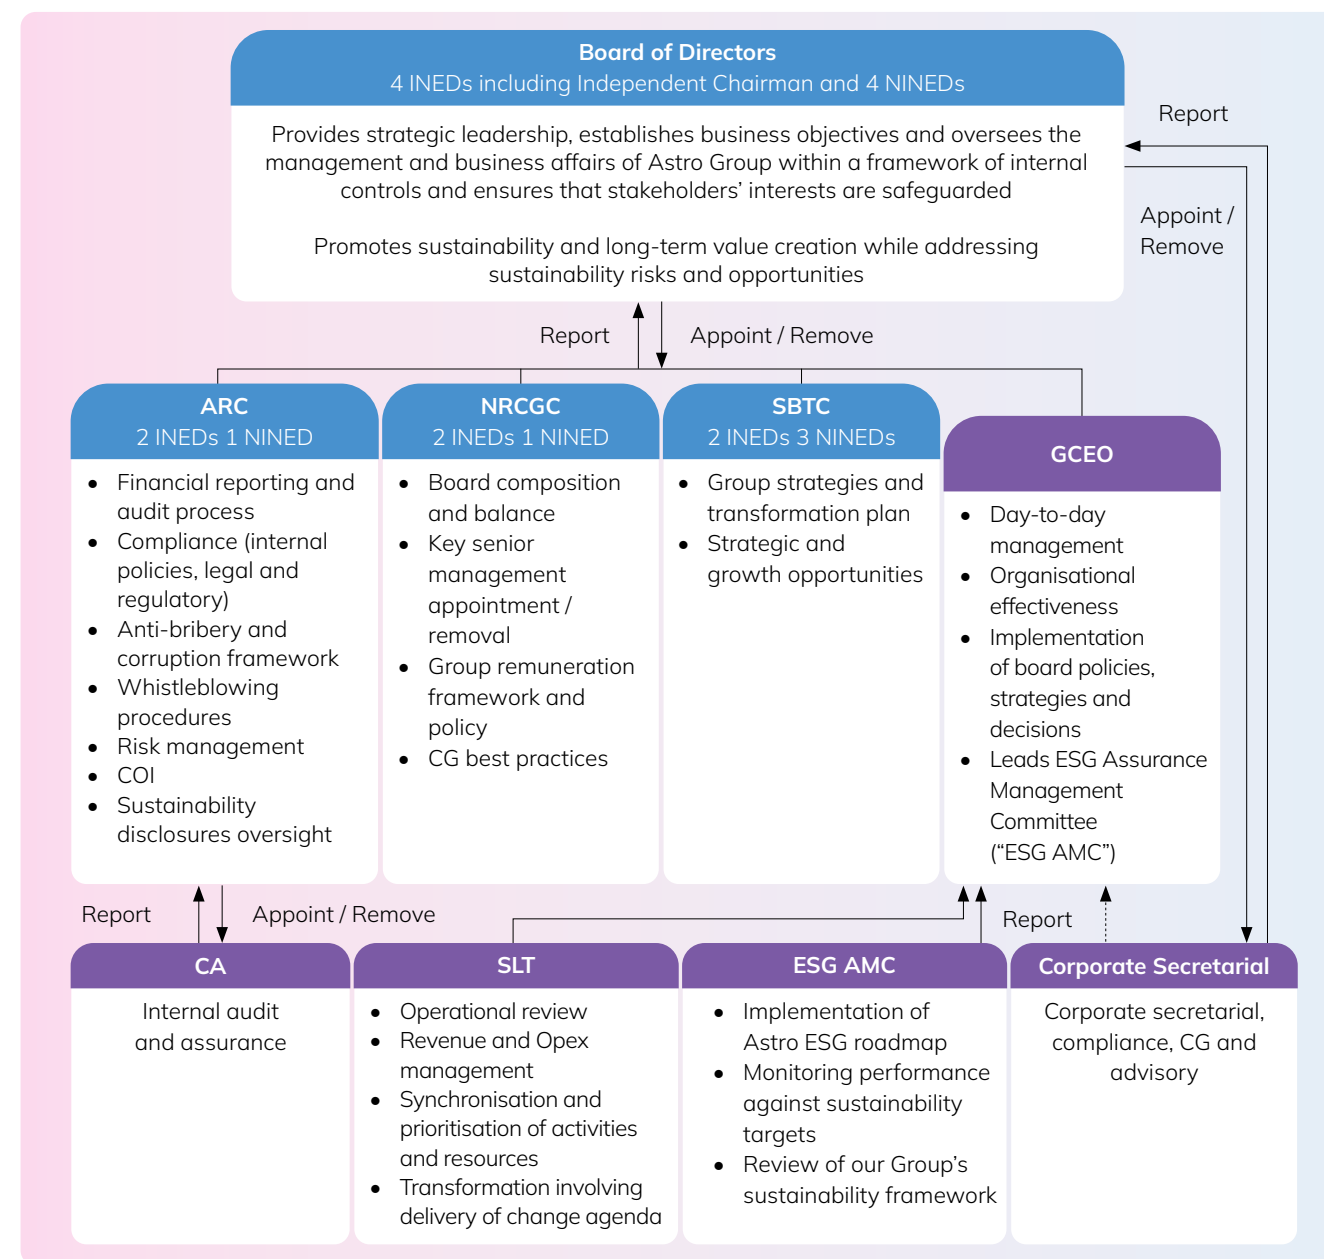 Board of Directors
4 INEDs including Independent Chairman and 4 NINEDs
Provides strategic leadership, establishes business objectives and oversees the
management and business affairs of Astro Group within a framework of internal
controls and ensures that stakeholders’ interests are safeguarded
Promotes sustainability and long-term value creation while addressing
sustainability risks and opportunities
Report
Appoint /
Remove
Report
Appoint / Remove
ARC
2 INEDs 1 NINED
• Financial reporting and
audit process
• Compliance (internal
policies, legal and
regulatory)
• Anti-bribery and
corruption framework
• Whistleblowing
procedures
• Risk management
• COI
• Sustainability
disclosures oversight
NRCGC
2 INEDs 1 NINED
• Board composition
and balance
• Key senior
management
appointment /
removal
• Group remuneration
framework and
policy
• CG best practices
SBTC
2 INEDs 3 NINEDs
• Group strategies and
transformation plan
• Strategic and
growth opportunities
GCEO
• Day-to-day
management
• Organisational
effectiveness
• Implementation
of board policies,
strategies and
decisions
• Leads ESG Assurance
Management
Committee
(“ESG AMC”)
Report
Appoint / Remove
Report
CA
Internal audit
and assurance
SLT
• Operational review
• Revenue and Opex
management
• Synchronisation and
prioritisation of activities
and resources
• Transformation involving
delivery of change agenda
ESG AMC
• Implementation of
Astro ESG roadmap
• Monitoring performance
against sustainability
targets
• Review of our Group’s
sustainability framework
Corporate Secretarial
Corporate secretarial,
compliance, CG and
advisory